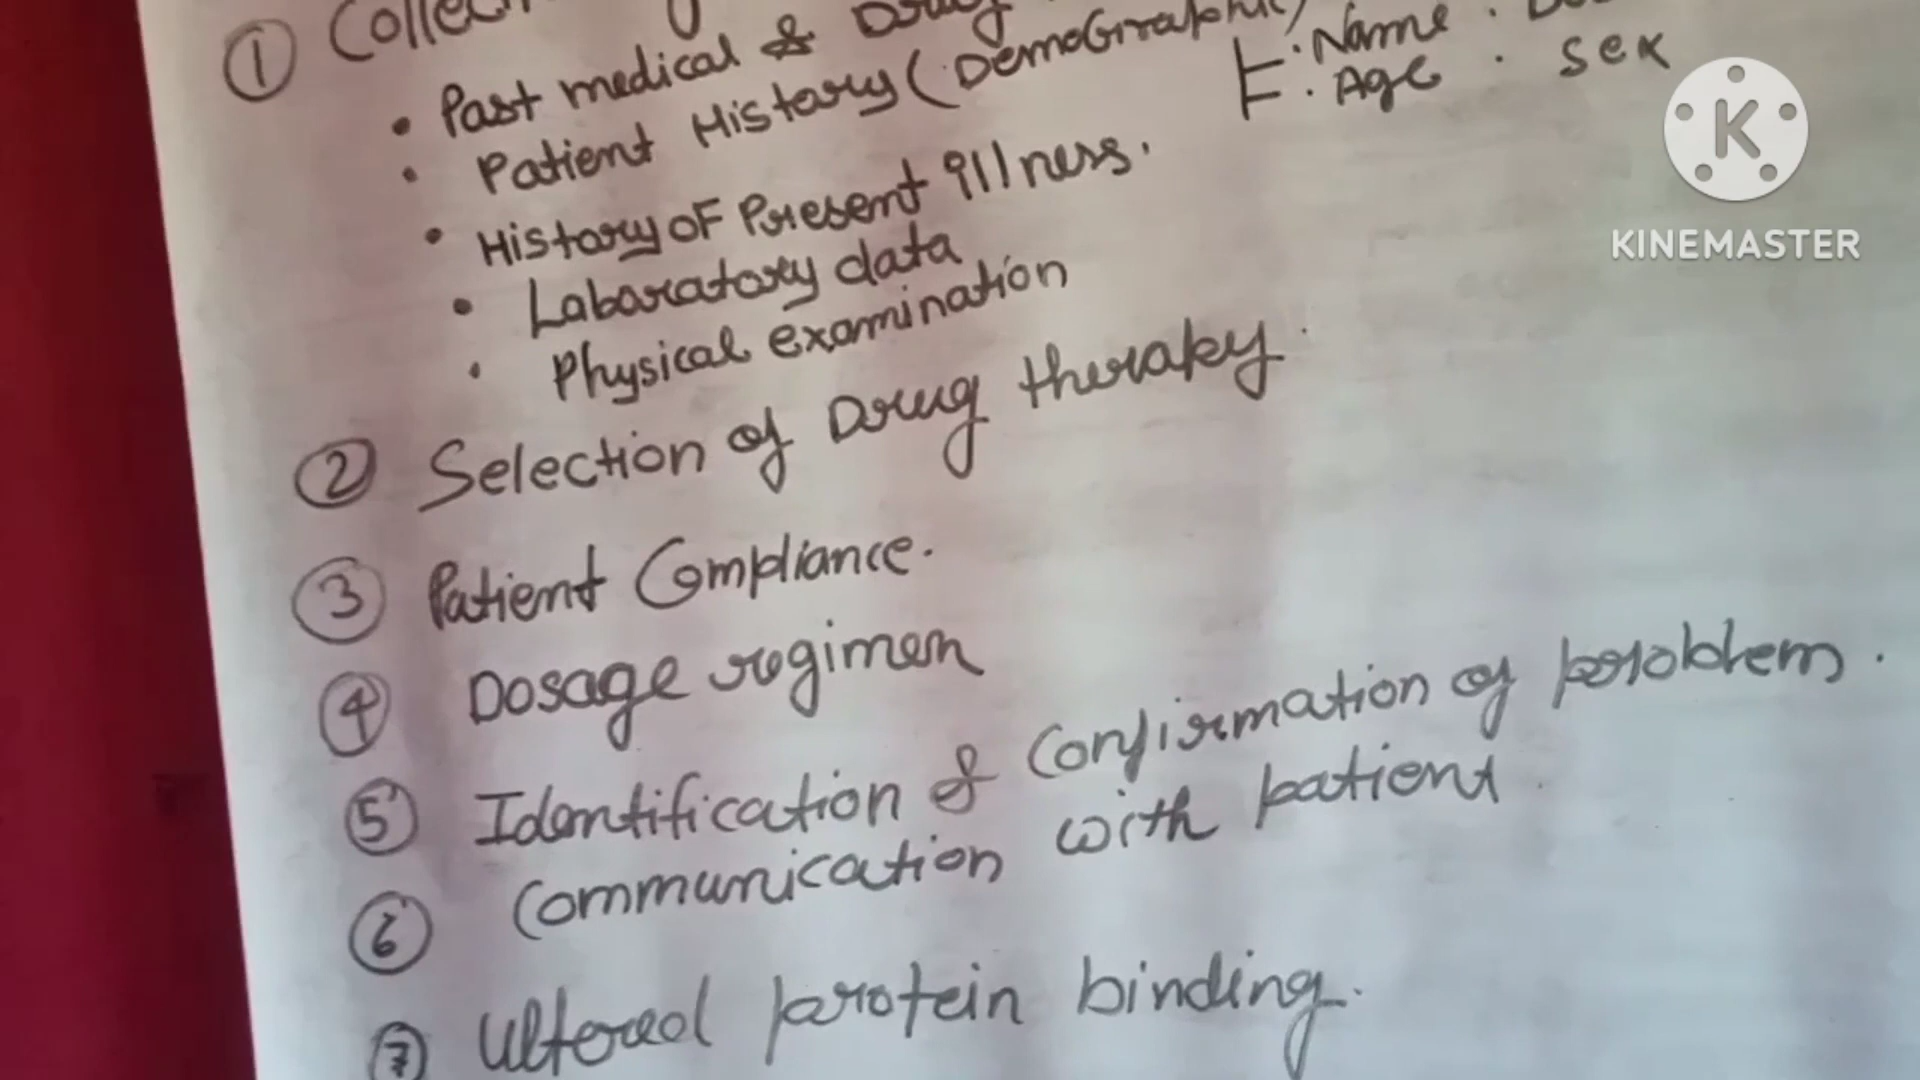 ① Collec
• Past medical & Drug
• Patient History (DemoGraphic)
: Name . 
: Age . Sex
• History oF Present illness.
• Laboratory data
• Physical examination
② Selection of Drug therapy.
③ Patient Compliance.
④ Dosage regimen
⑤ Identification & Confirmation of problem.
⑥ Communication with patient.
⑦ Ultered protein binding.
KINEMASTER